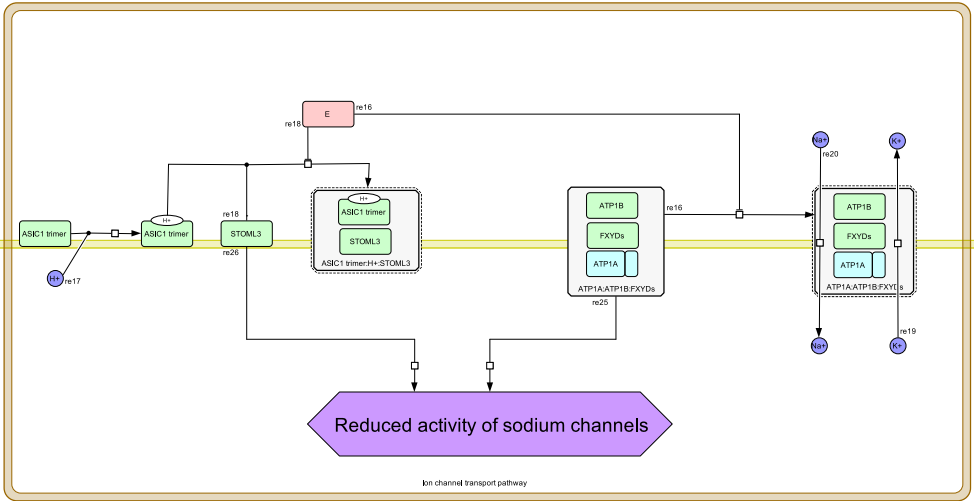 E
re16
re18
Na+
K+
re20
H+
ASIC1 trimer
STOML3
ASIC1 trimer:H+:STOML3
ASIC1 trimer
H+
ASIC1 trimer
re18
STOML3
re26
H+
re17
ATP1B
FXYDs
ATP1A
ATP1A:ATP1B:FXYDs
re16
re25
ATP1B
FXYDs
ATP1A
ATP1A:ATP1B:FXYDs
re19
Na+
K+
Reduced activity of sodium channels
Ion channel transport pathway